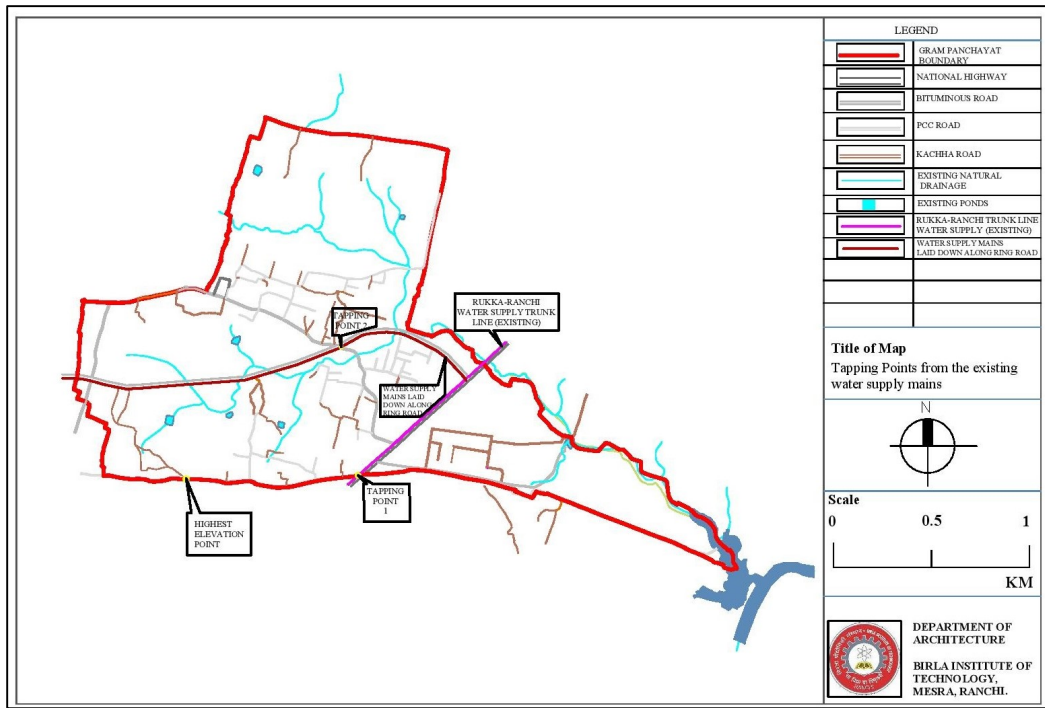 LEGEND
GRAM PANCHAYAT
BOUNDARY
NATIONAL HIGHWAY
BITUMINOUS ROAD
PCC ROAD
KACHHA ROAD
EXISTING NATURAL
DRAINAGE
EXISTING PONDS
RUKKA-RANCHI TRUNK LINE
WATER SUPPLY (EXISTING)
WATER SUPPLY MAINS
LAID DOWN ALONG RING ROAD
RUKKA-RANCHI
WATER SUPPLY TRUNK
LINE (EXISTING)
TAPPING
POINT 2
WATER SUPPLY
MAINS LAID
DOWN ALONG
RING ROAD
TAPPING
POINT
1
HIGHEST
ELEVATION
POINT
Title of Map
Tapping Points from the existing
water supply mains
N
Scale
0 0.5 1
KM
DEPARTMENT OF
ARCHITECTURE
BIRLA INSTITUTE OF
TECHNOLOGY,
MESRA, RANCHI.